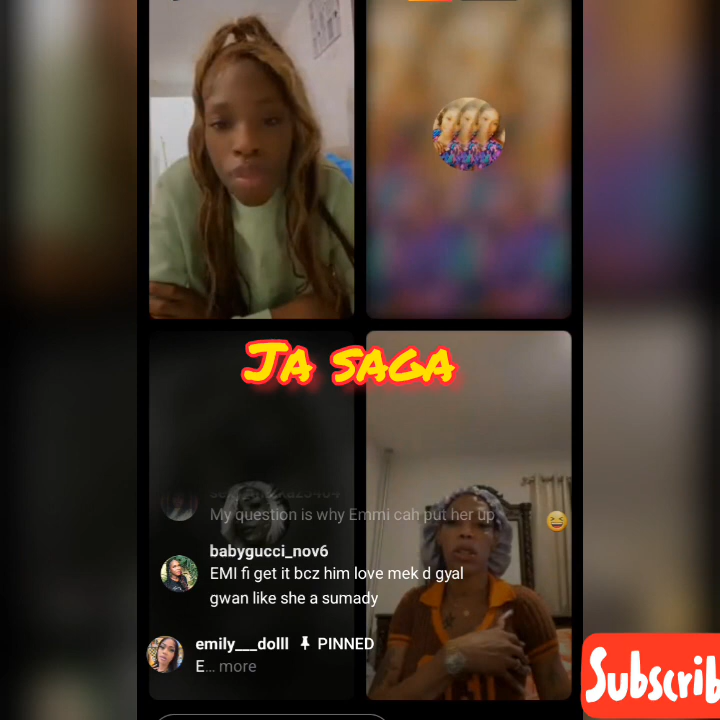 JA SAGA
My question is why Emmi cah put her up
babygucci_nov6
EMI fi get it bcz him love mek d gyal
gwan like she a sumady
emily___dolll PINNED
E... more
Subscrib